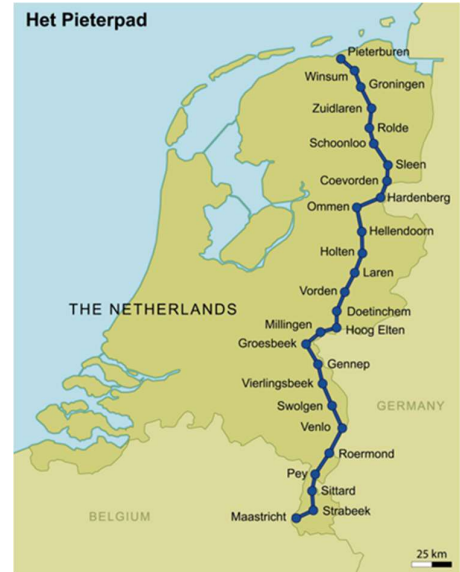 Het Pieterpad
Pieterburen
Winsum
Groningen
Zuidlaren
Rolde
Schoonloo
Sleen
Coevorden
Hardenberg
Ommen
Hellendoorn
Holten
Laren
Vorden
THE NETHERLANDS
Doetinchem
Millingen
Hoog Elten
Groesbeek
Gennep
Vierlingsbeek
Swolgen
GERMANY
Venlo
Roermond
Pey
Sittard
Strabeek
BELGIUM
Maastricht
25 km